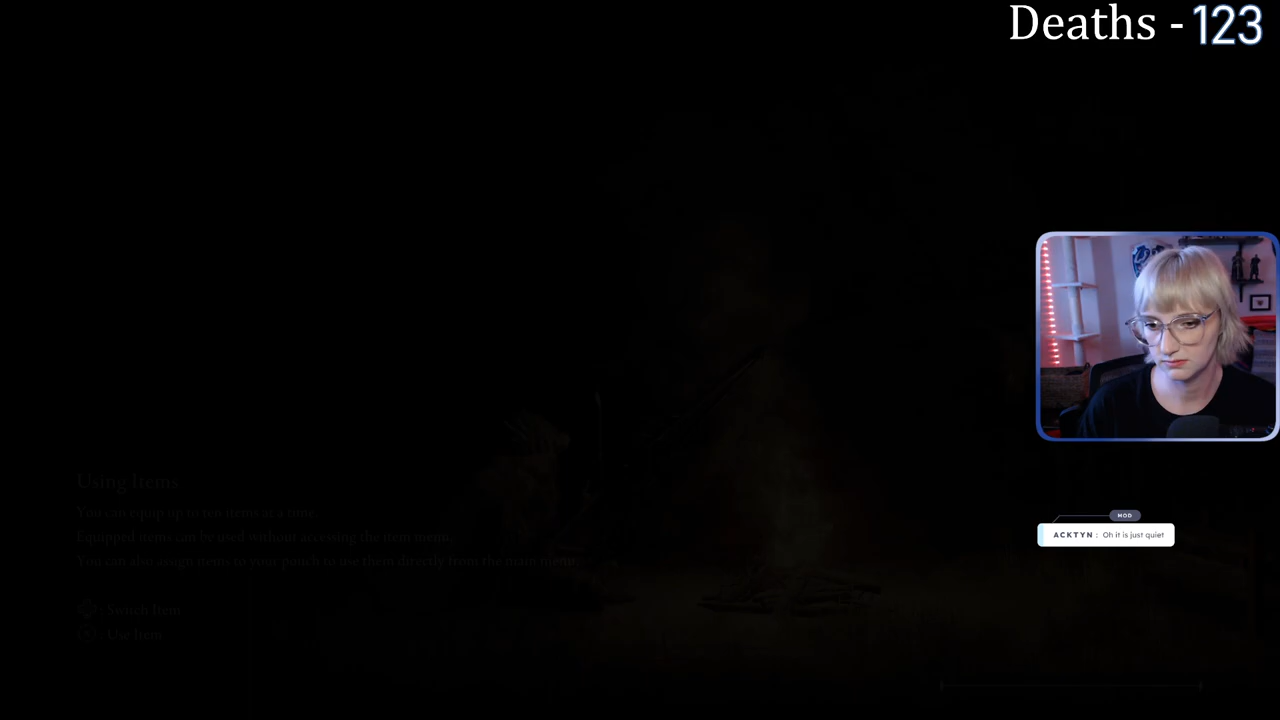 Deaths - 123
MOD
ACKTYN : Oh it is just quiet
Using Items
You can equip up to ten items at a time.
Equipped items can be used without accessing the item menu.
You can also assign items to your pouch to use them directly from the main menu.
: Switch Item
: Use Item